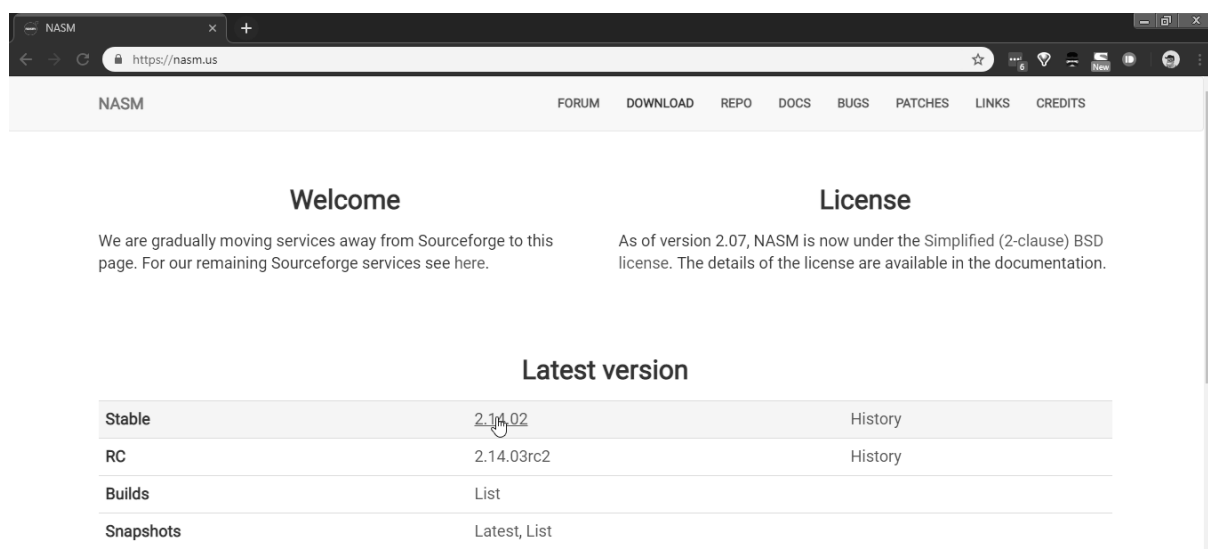 NASM
https://nasm.us
6
New
NASM FORUM DOWNLOAD REPO DOCS BUGS PATCHES LINKS CREDITS
Welcome
We are gradually moving services away from Sourceforge to this
page. For our remaining Sourceforge services see here.
License
As of version 2.07, NASM is now under the Simplified (2-clause) BSD
license. The details of the license are available in the documentation.
Latest version
Stable 2.14.02 History
RC 2.14.03rc2 History
Builds List
Snapshots Latest, List